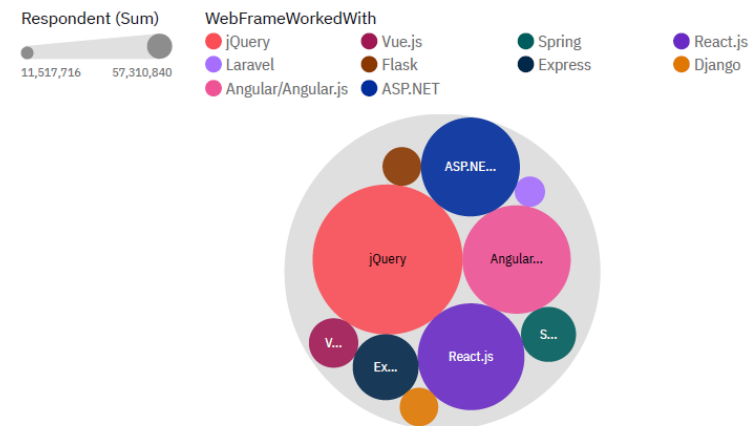 Respondent (Sum)
11,517,716 57,310,840
WebFrameWorkedWith
jQuery Vue.js Spring React.js
Laravel Flask Express Django
Angular/Angular.js ASP.NET
ASP.NE...
jQuery
Angular...
V...
S...
React.js
Ex...